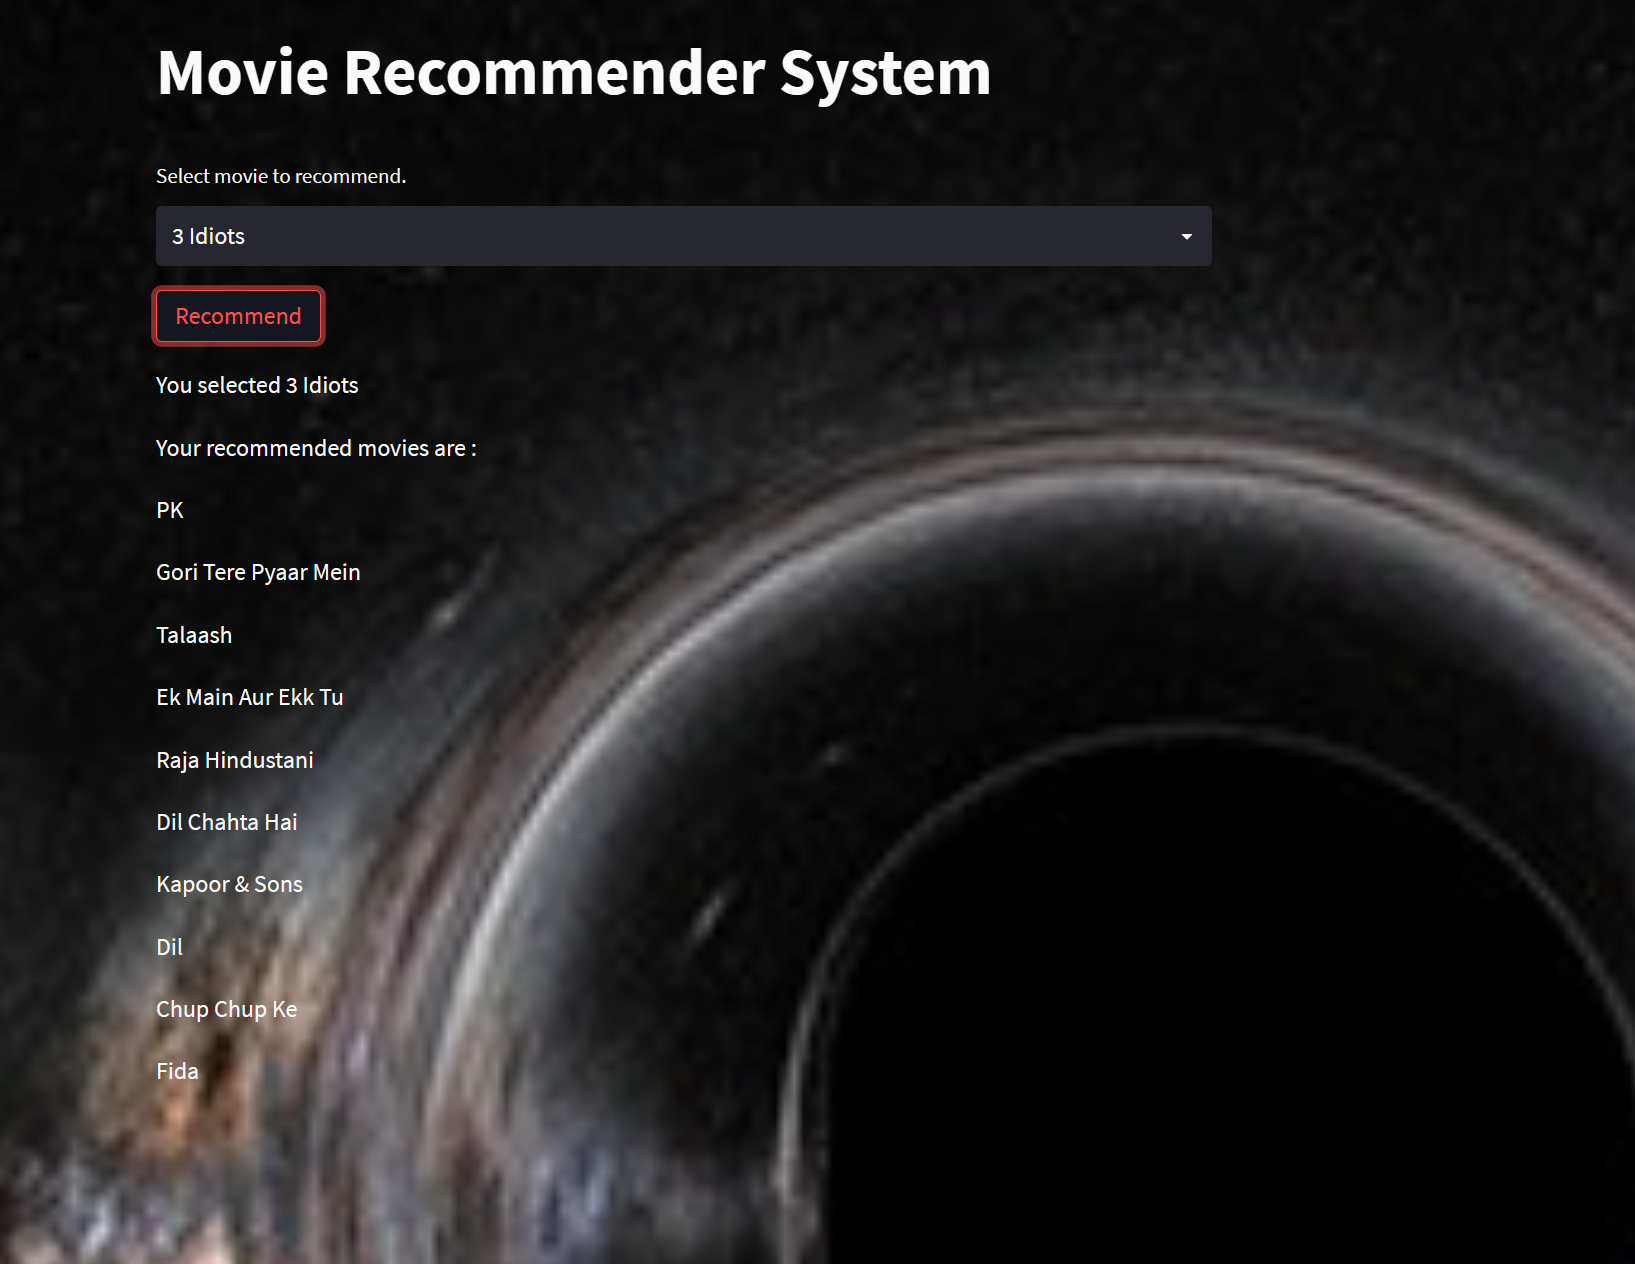 Movie Recommender System
Select movie to recommend.
3 Idiots
Recommend
You selected 3 Idiots
Your recommended movies are :
PK
Gori Tere Pyaar Mein
Talaash
Ek Main Aur Ekk Tu
Raja Hindustani
Dil Chahta Hai
Kapoor & Sons
Dil
Chup Chup Ke
Fida